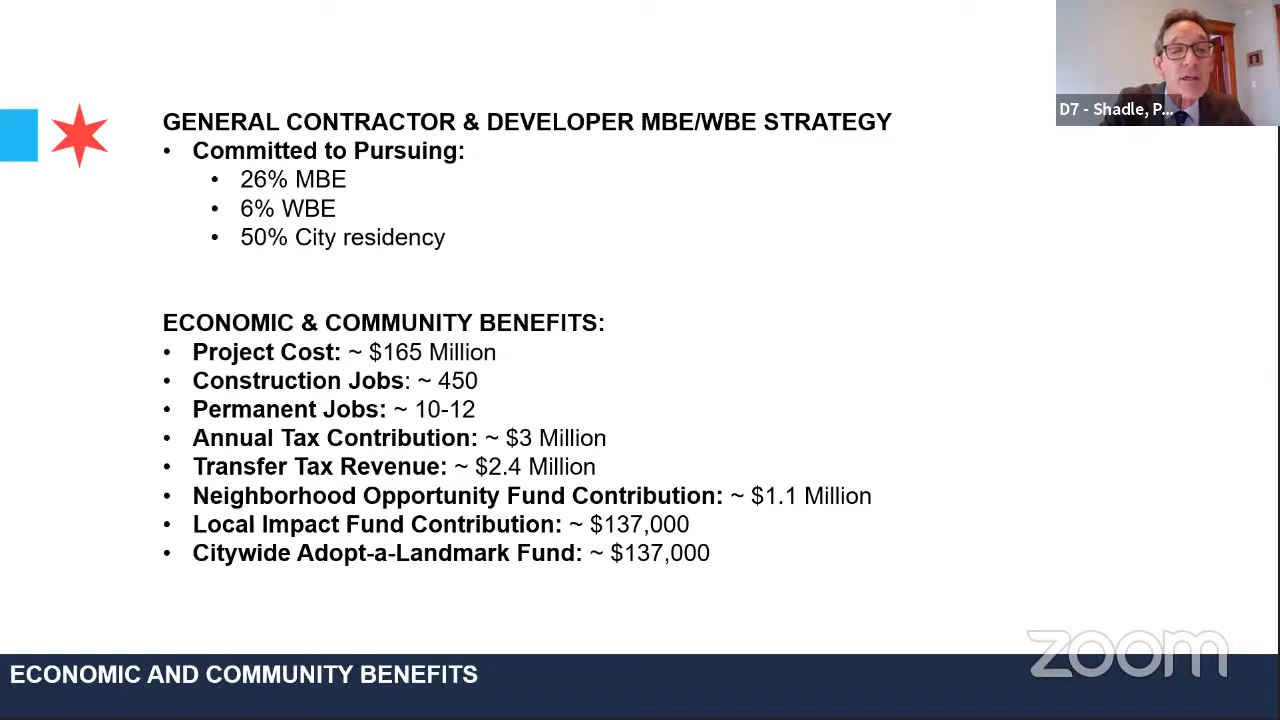 D7 - Shadle, P...
GENERAL CONTRACTOR & DEVELOPER MBE/WBE STRATEGY
• Committed to Pursuing:
• 26% MBE
• 6% WBE
• 50% City residency
ECONOMIC & COMMUNITY BENEFITS:
• Project Cost: ~ $165 Million
• Construction Jobs: ~ 450
• Permanent Jobs: ~ 10-12
• Annual Tax Contribution: ~ $3 Million
• Transfer Tax Revenue: ~ $2.4 Million
• Neighborhood Opportunity Fund Contribution: ~ $1.1 Million
• Local Impact Fund Contribution: ~ $137,000
• Citywide Adopt-a-Landmark Fund: ~ $137,000
zoom
ECONOMIC AND COMMUNITY BENEFITS